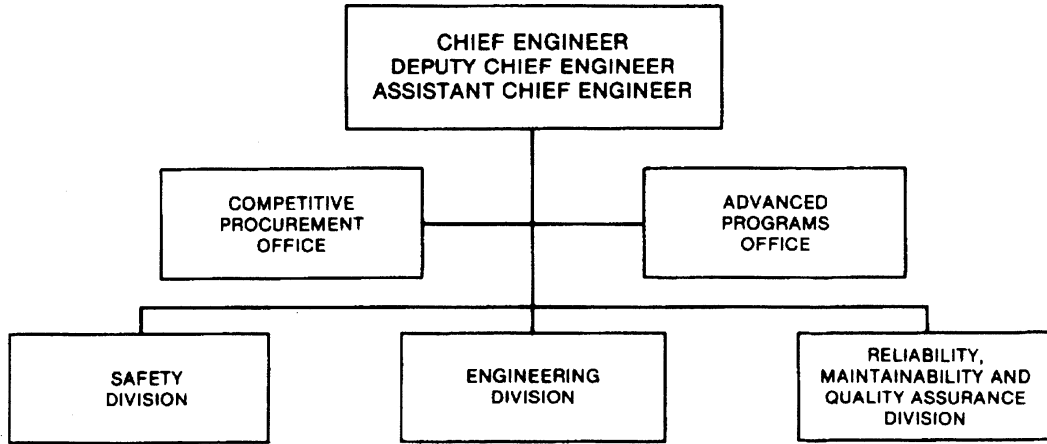 CHIEF ENGINEER
DEPUTY CHIEF ENGINEER
ASSISTANT CHIEF ENGINEER
COMPETITIVE
PROCUREMENT
OFFICE
ADVANCED
PROGRAMS
OFFICE
SAFETY
DIVISION
ENGINEERING
DIVISION
RELIABILITY,
MAINTAINABILITY AND
QUALITY ASSURANCE
DIVISION